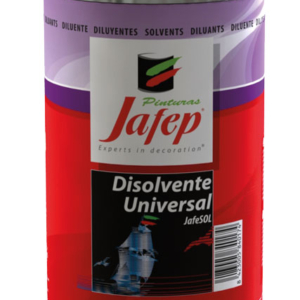 DILUENTE DILUYENTES SOLVENTS DILUANTS
Pinturas
Jafep®
Experts in decoration®
Disolvente
Universal
JafeSOL